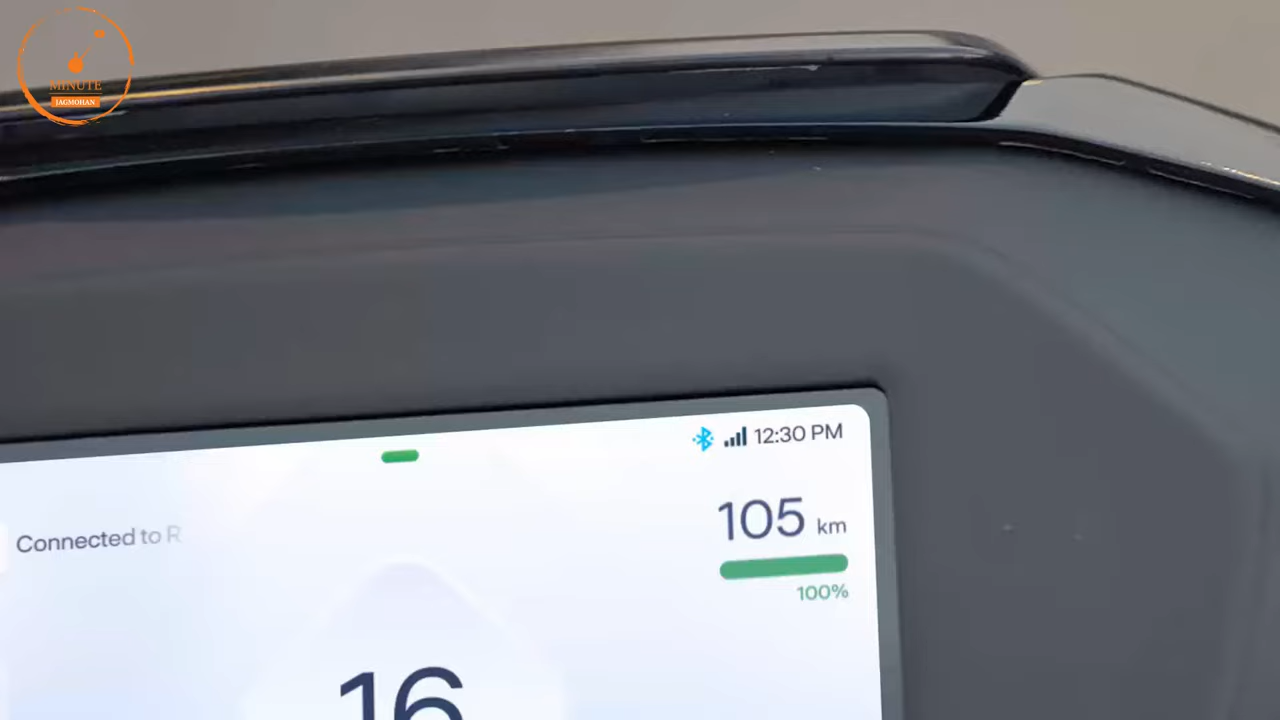 MINUTE
JAGMOHAN
12:30 PM
105 km
100%
Connected to R
16